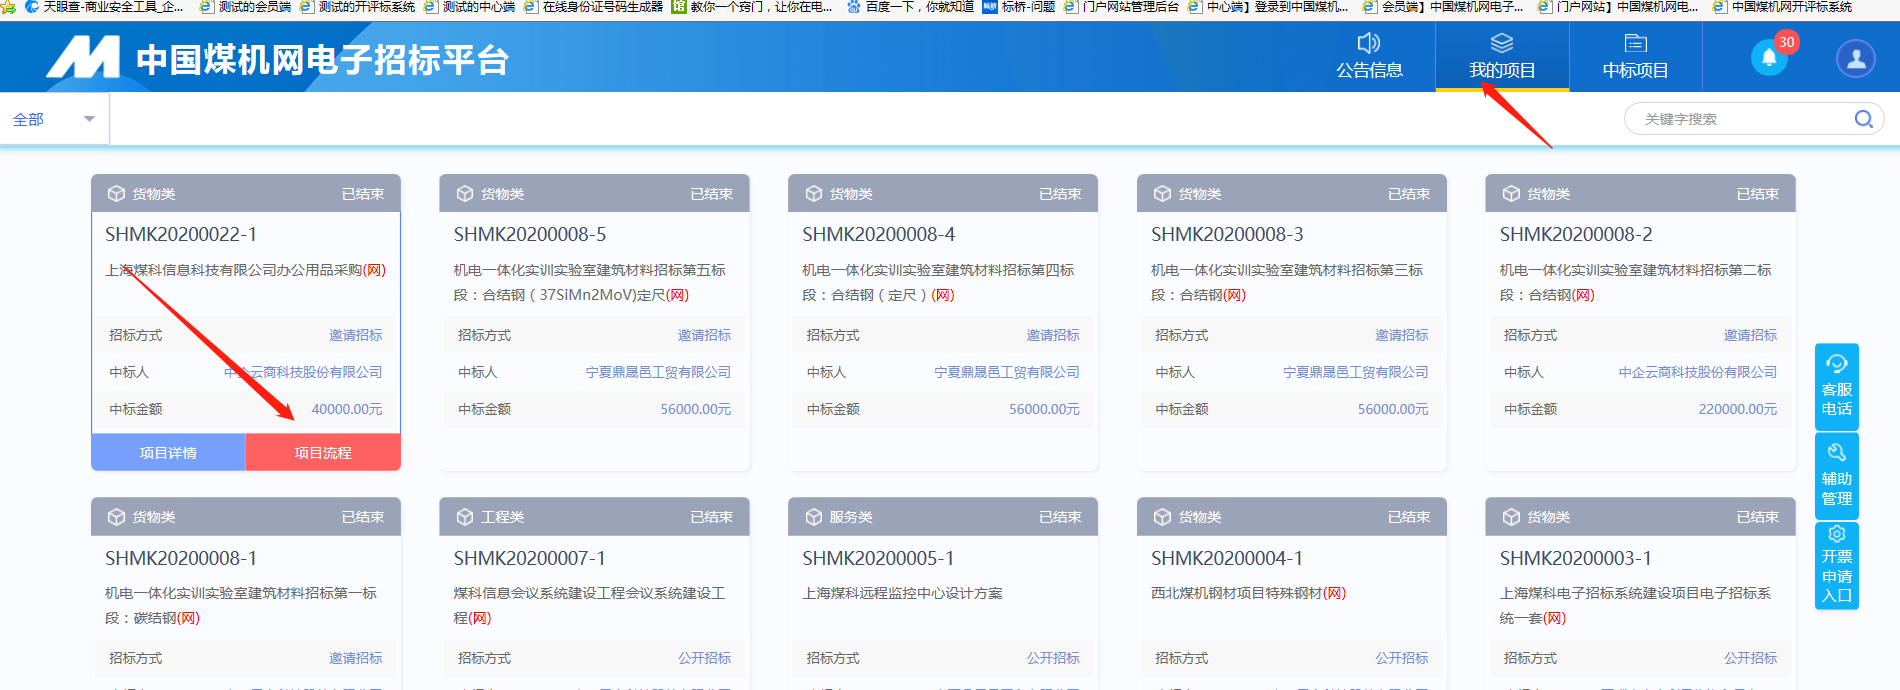 天眼查-商业安全工具_企... 测试的会员端 测试的开评标系统 测试的中心端 在线身份证号码生成器 馆 教你一个窍门，让你在电... 百度一下，你就知道 标桥-问题 门户网站管理后台 中心端】登录到中国煤机... 会员端】中国煤机网电子... 门户网站】中国煤机网电... 中国煤机网开评标系统
中国煤机网电子招标平台
公告信息 我的项目 中标项目 30
全部 关键字搜索
货物类 已结束 货物类 已结束 货物类 已结束 货物类 已结束 货物类 已结束
SHMK20200022-1 SHMK20200008-5 SHMK20200008-4 SHMK20200008-3 SHMK20200008-2
上海煤科信息科技有限公司办公用品采购(网) 机电一体化实训实验室建筑材料招标第五标 机电一体化实训实验室建筑材料招标第四标 机电一体化实训实验室建筑材料招标第三标 机电一体化实训实验室建筑材料招标第二标
段：合结钢（37SiMn2MoV)定尺(网) 段：合结钢（定尺）(网) 段：合结钢(网) 段：合结钢(网)
招标方式 邀请招标 招标方式 邀请招标 招标方式 邀请招标 招标方式 邀请招标 招标方式 邀请招标
中标人 中企云商科技股份有限公司 中标人 宁夏鼎晟邑工贸有限公司 中标人 宁夏鼎晟邑工贸有限公司 中标人 宁夏鼎晟邑工贸有限公司 中标人 中企云商科技股份有限公司
中标金额 40000.00元 中标金额 56000.00元 中标金额 56000.00元 中标金额 56000.00元 中标金额 220000.00元
项目详情 项目流程
客服
电话
辅助
管理
开票
申请
入口
货物类 已结束 工程类 已结束 服务类 已结束 货物类 已结束 货物类 已结束
SHMK20200008-1 SHMK20200007-1 SHMK20200005-1 SHMK20200004-1 SHMK20200003-1
机电一体化实训实验室建筑材料招标第一标 煤科信息会议系统建设工程会议系统建设工 上海煤科远程监控中心设计方案 西北煤机钢材项目特殊钢材(网) 上海煤科电子招标系统建设项目电子招标系
段：碳结钢(网) 程(网) 统一套(网)
招标方式 邀请招标 招标方式 公开招标 招标方式 公开招标 招标方式 公开招标 招标方式 公开招标